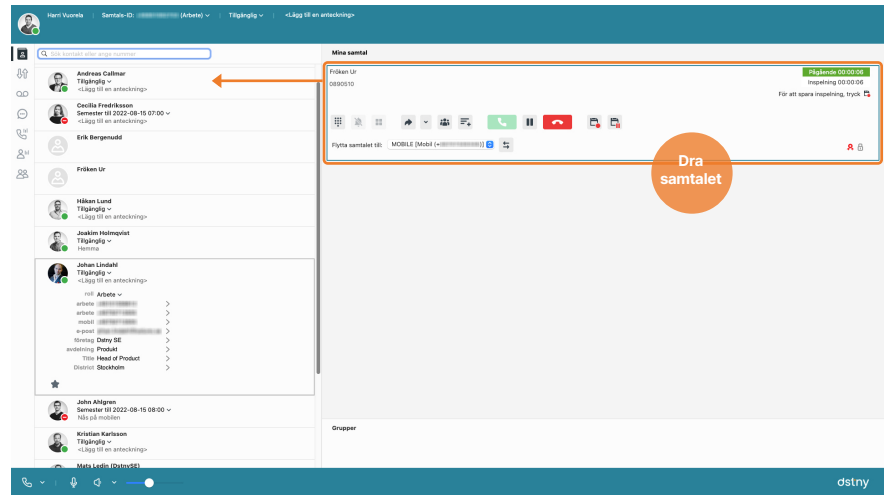 Harri Vuorela
Samtals-ID: (Arbete)
Tillgänglig
<Lägg till en anteckning>
Sök kontakt eller ange nummer
Andreas Callmar
Tillgänglig
<Lägg till en anteckning>
Cecilia Fredriksson
Semester till 2022-08-15 07:00
<Lägg till en anteckning>
Erik Bergenudd
Fröken Ur
Håkan Lund
Tillgänglig
<Lägg till en anteckning>
Joakim Holmqvist
Tillgänglig
Hemma
Johan Lindahl
Tillgänglig
<Lägg till en anteckning>
roll Arbete
arbete
arbete
mobil
e-post
företag Dstny SE
avdelning Produkt
Title Head of Product
District Stockholm
John Ahlgren
Semester till 2022-08-15 08:00
Nås på mobilen
Kristian Karlsson
Tillgänglig
<Lägg till en anteckning>
Mats Ledin (DstnySE)
Mina samtal
Fröken Ur
0890510
Pågående 00:00:06
Inspelning 00:00:06
För att spara inspelning, tryck
Flytta samtalet till: MOBILE [Mobil (+)]
Dra
samtalet
Grupper
dstny